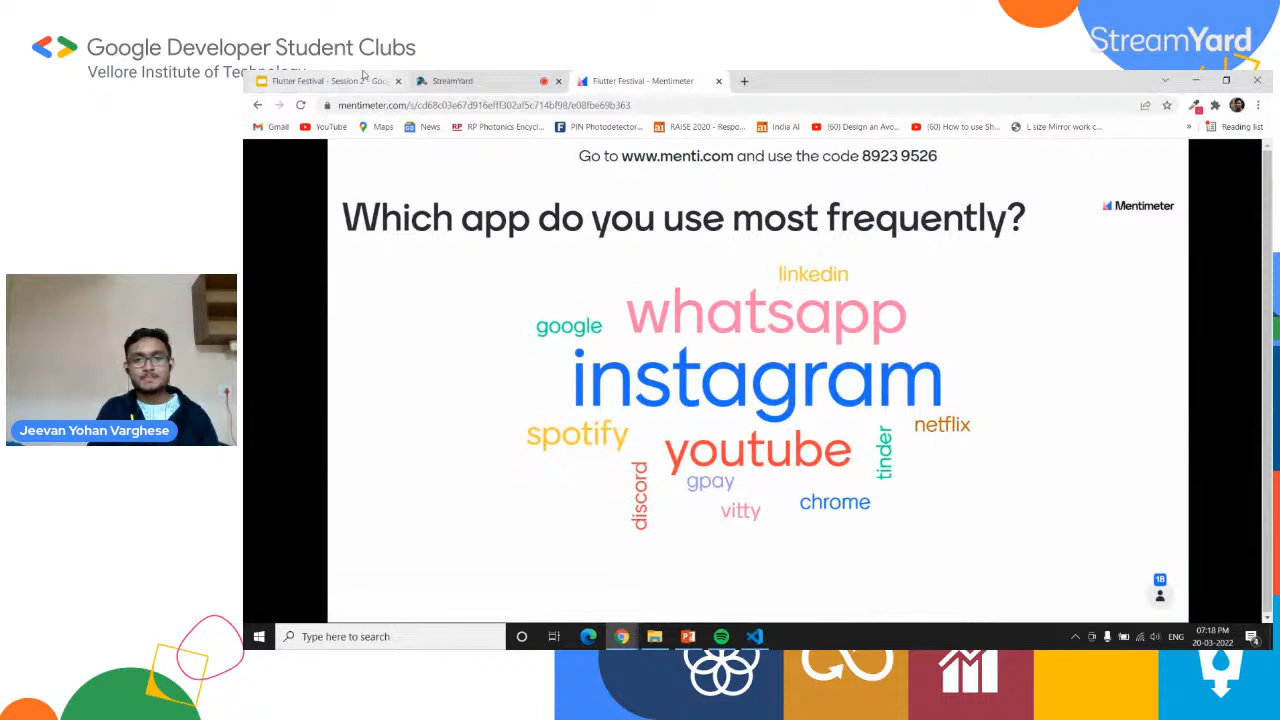 Google Developer Student Clubs
Vellore Institute of Technology
StreamYard
Flutter Festival - Session 2 - Goo
StreamYard
Flutter Festival - Mentimeter
mentimeter.com/s/cd68c03e67d916efff302af5c714bf98/e08fbe69b363
Gmail
YouTube
Maps
News
RP Photonics Encycl...
PIN Photodetector...
RAISE 2020 - Respo...
India AI
(60) Design an Avo...
(60) How to use Sh...
L size Mirror work c...
»
Reading list
Go to www.menti.com and use the code 8923 9526
Which app do you use most frequently?
Mentimeter
linkedin
whatsapp
google
instagram
spotify
youtube
tinder
netflix
discord
gpay
vitty
chrome
18
Jeevan Yohan Varghese
Type here to search
ENG
07:18 PM
20-03-2022
4